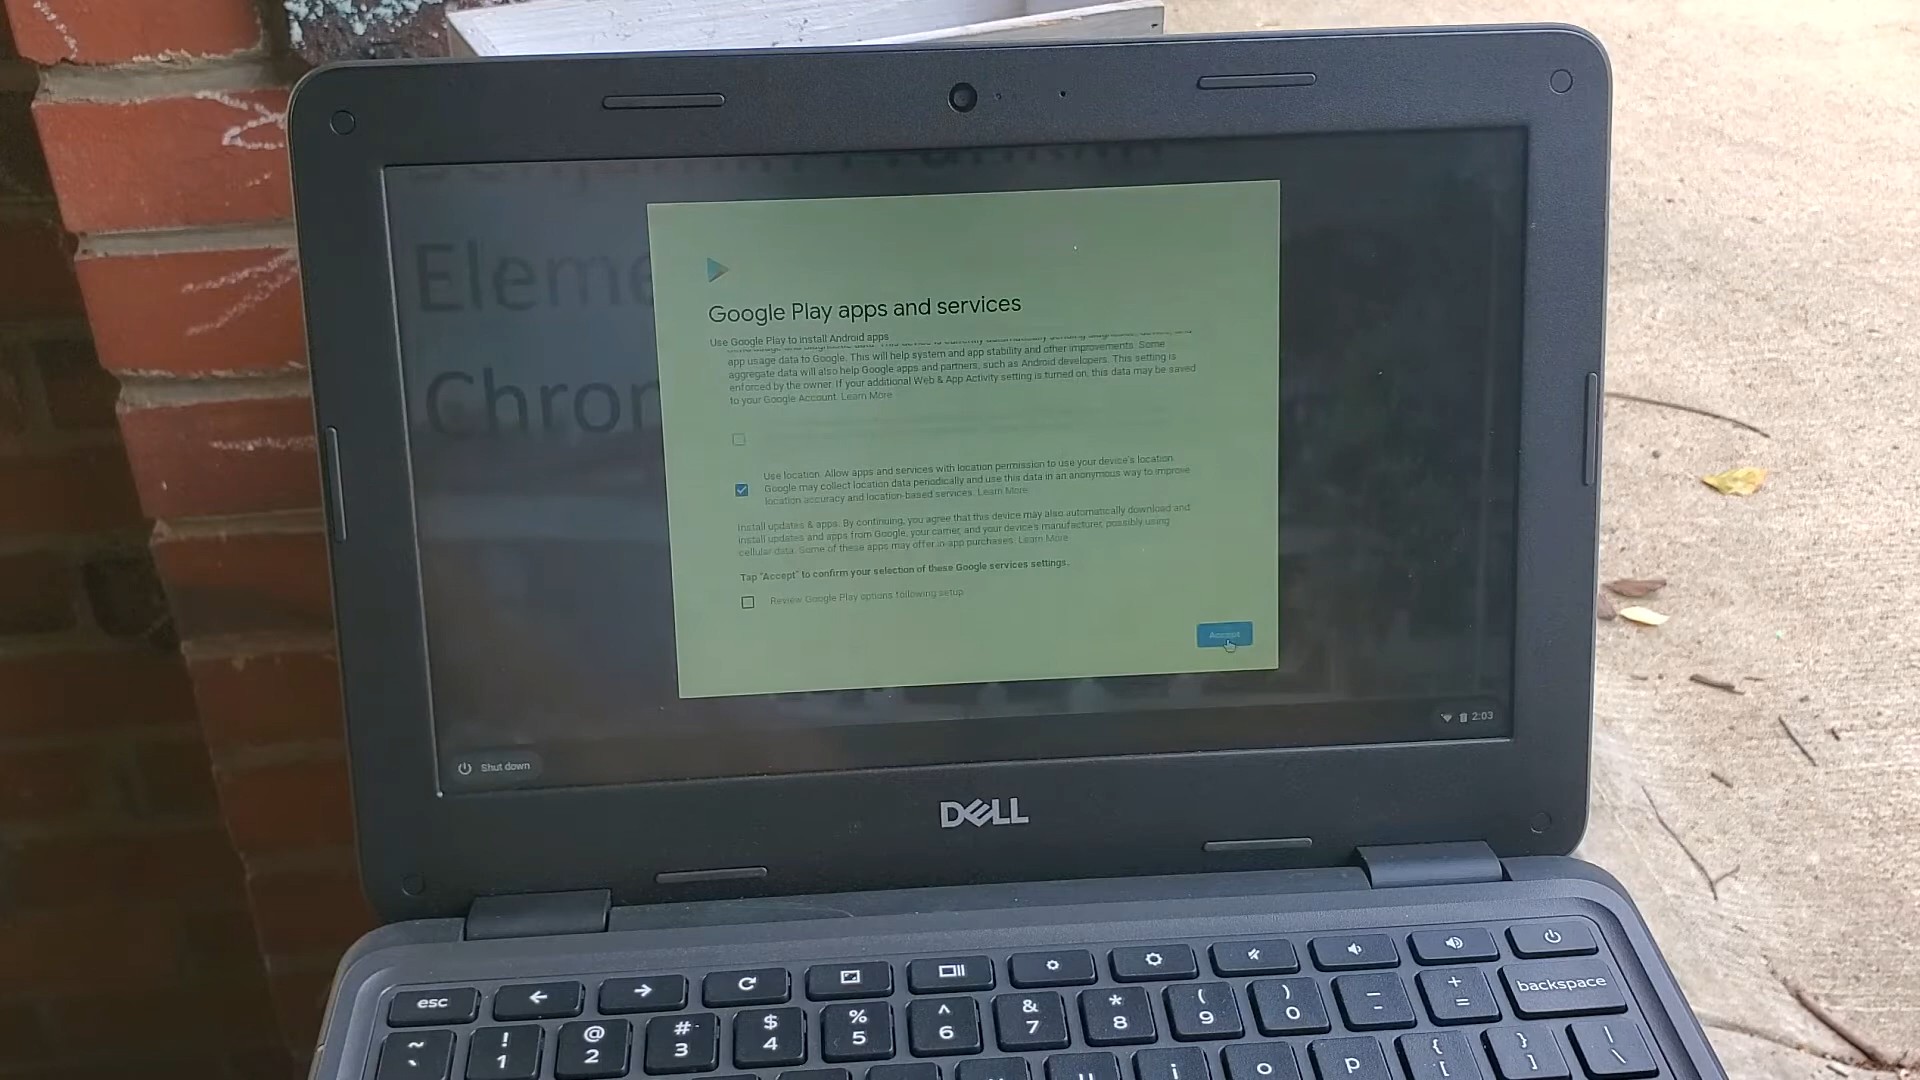 Benjamin Franklin
Eleme
Chron
Google Play apps and services
Use Google Play to install Android apps
app usage data to Google. This will help system and app stability and other improvements. Some
aggregate data will also help Google apps and partners, such as Android developers. This setting is
enforced by the owner. If your additional Web & App Activity setting is turned on, this data may be saved
to your Google Account. Learn More
Use location. Allow apps and services with location permission to use your device's location.
Google may collect location data periodically and use this data in an anonymous way to improve
location accuracy and location-based services. Learn More
Install updates & apps. By continuing, you agree that this device may also automatically download and
install updates and apps from Google, your carrier, and your device's manufacturer, possibly using
cellular data. Some of these apps may offer in-app purchases. Learn More
Tap "Accept" to confirm your selection of these Google services settings.
Review Google Play options following setup
Accept
2:03
Shut down
DELL
esc
backspace
~ ! @ # $ % ^ & * ( ) _ +
` 1 2 3 4 5 6 7 8 9 0 - =
u i o p { } |
[ ] \